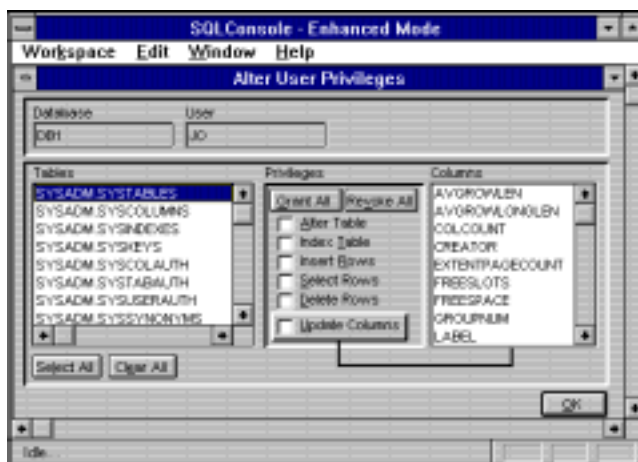 SQLConsole - Enhanced Mode
Workspace Edit Window Help
Alter User Privileges
Database User
DB1 JO
Tables Privileges Columns
SYSADM.SYSTABLES
SYSADM.SYSCOLUMNS
SYSADM.SYSINDEXES
SYSADM.SYSKEYS
SYSADM.SYSCOLAUTH
SYSADM.SYSTABAUTH
SYSADM.SYSUSERAUTH
SYSADM.SYSSYNONYMS
Grant All Revoke All
Alter Table
Index Table
Insert Rows
Select Rows
Delete Rows
Update Columns
AVGROWLEN
AVGROWLONGLEN
COLCOUNT
CREATOR
EXTENTPAGECOUNT
FREESLOTS
FREESPACE
GROUPNUM
LABEL
Select All Clear All
OK
Idle...